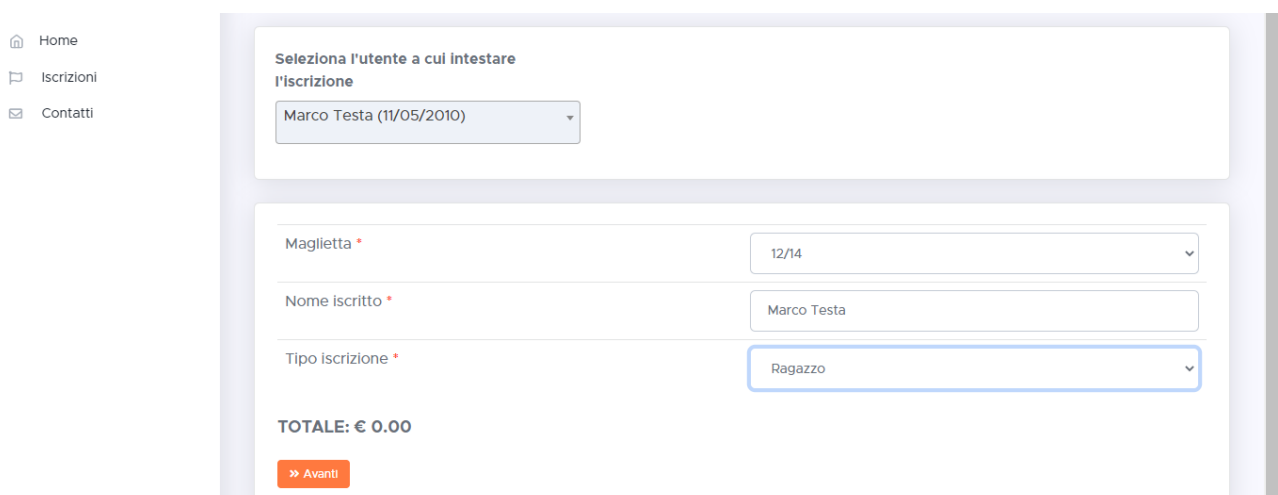 Home
Iscrizioni
Contatti
Seleziona l'utente a cui intestare
l'iscrizione
Marco Testa (11/05/2010)
Maglietta *
12/14
Nome iscritto *
Marco Testa
Tipo iscrizione *
Ragazzo
TOTALE: € 0.00
» Avanti